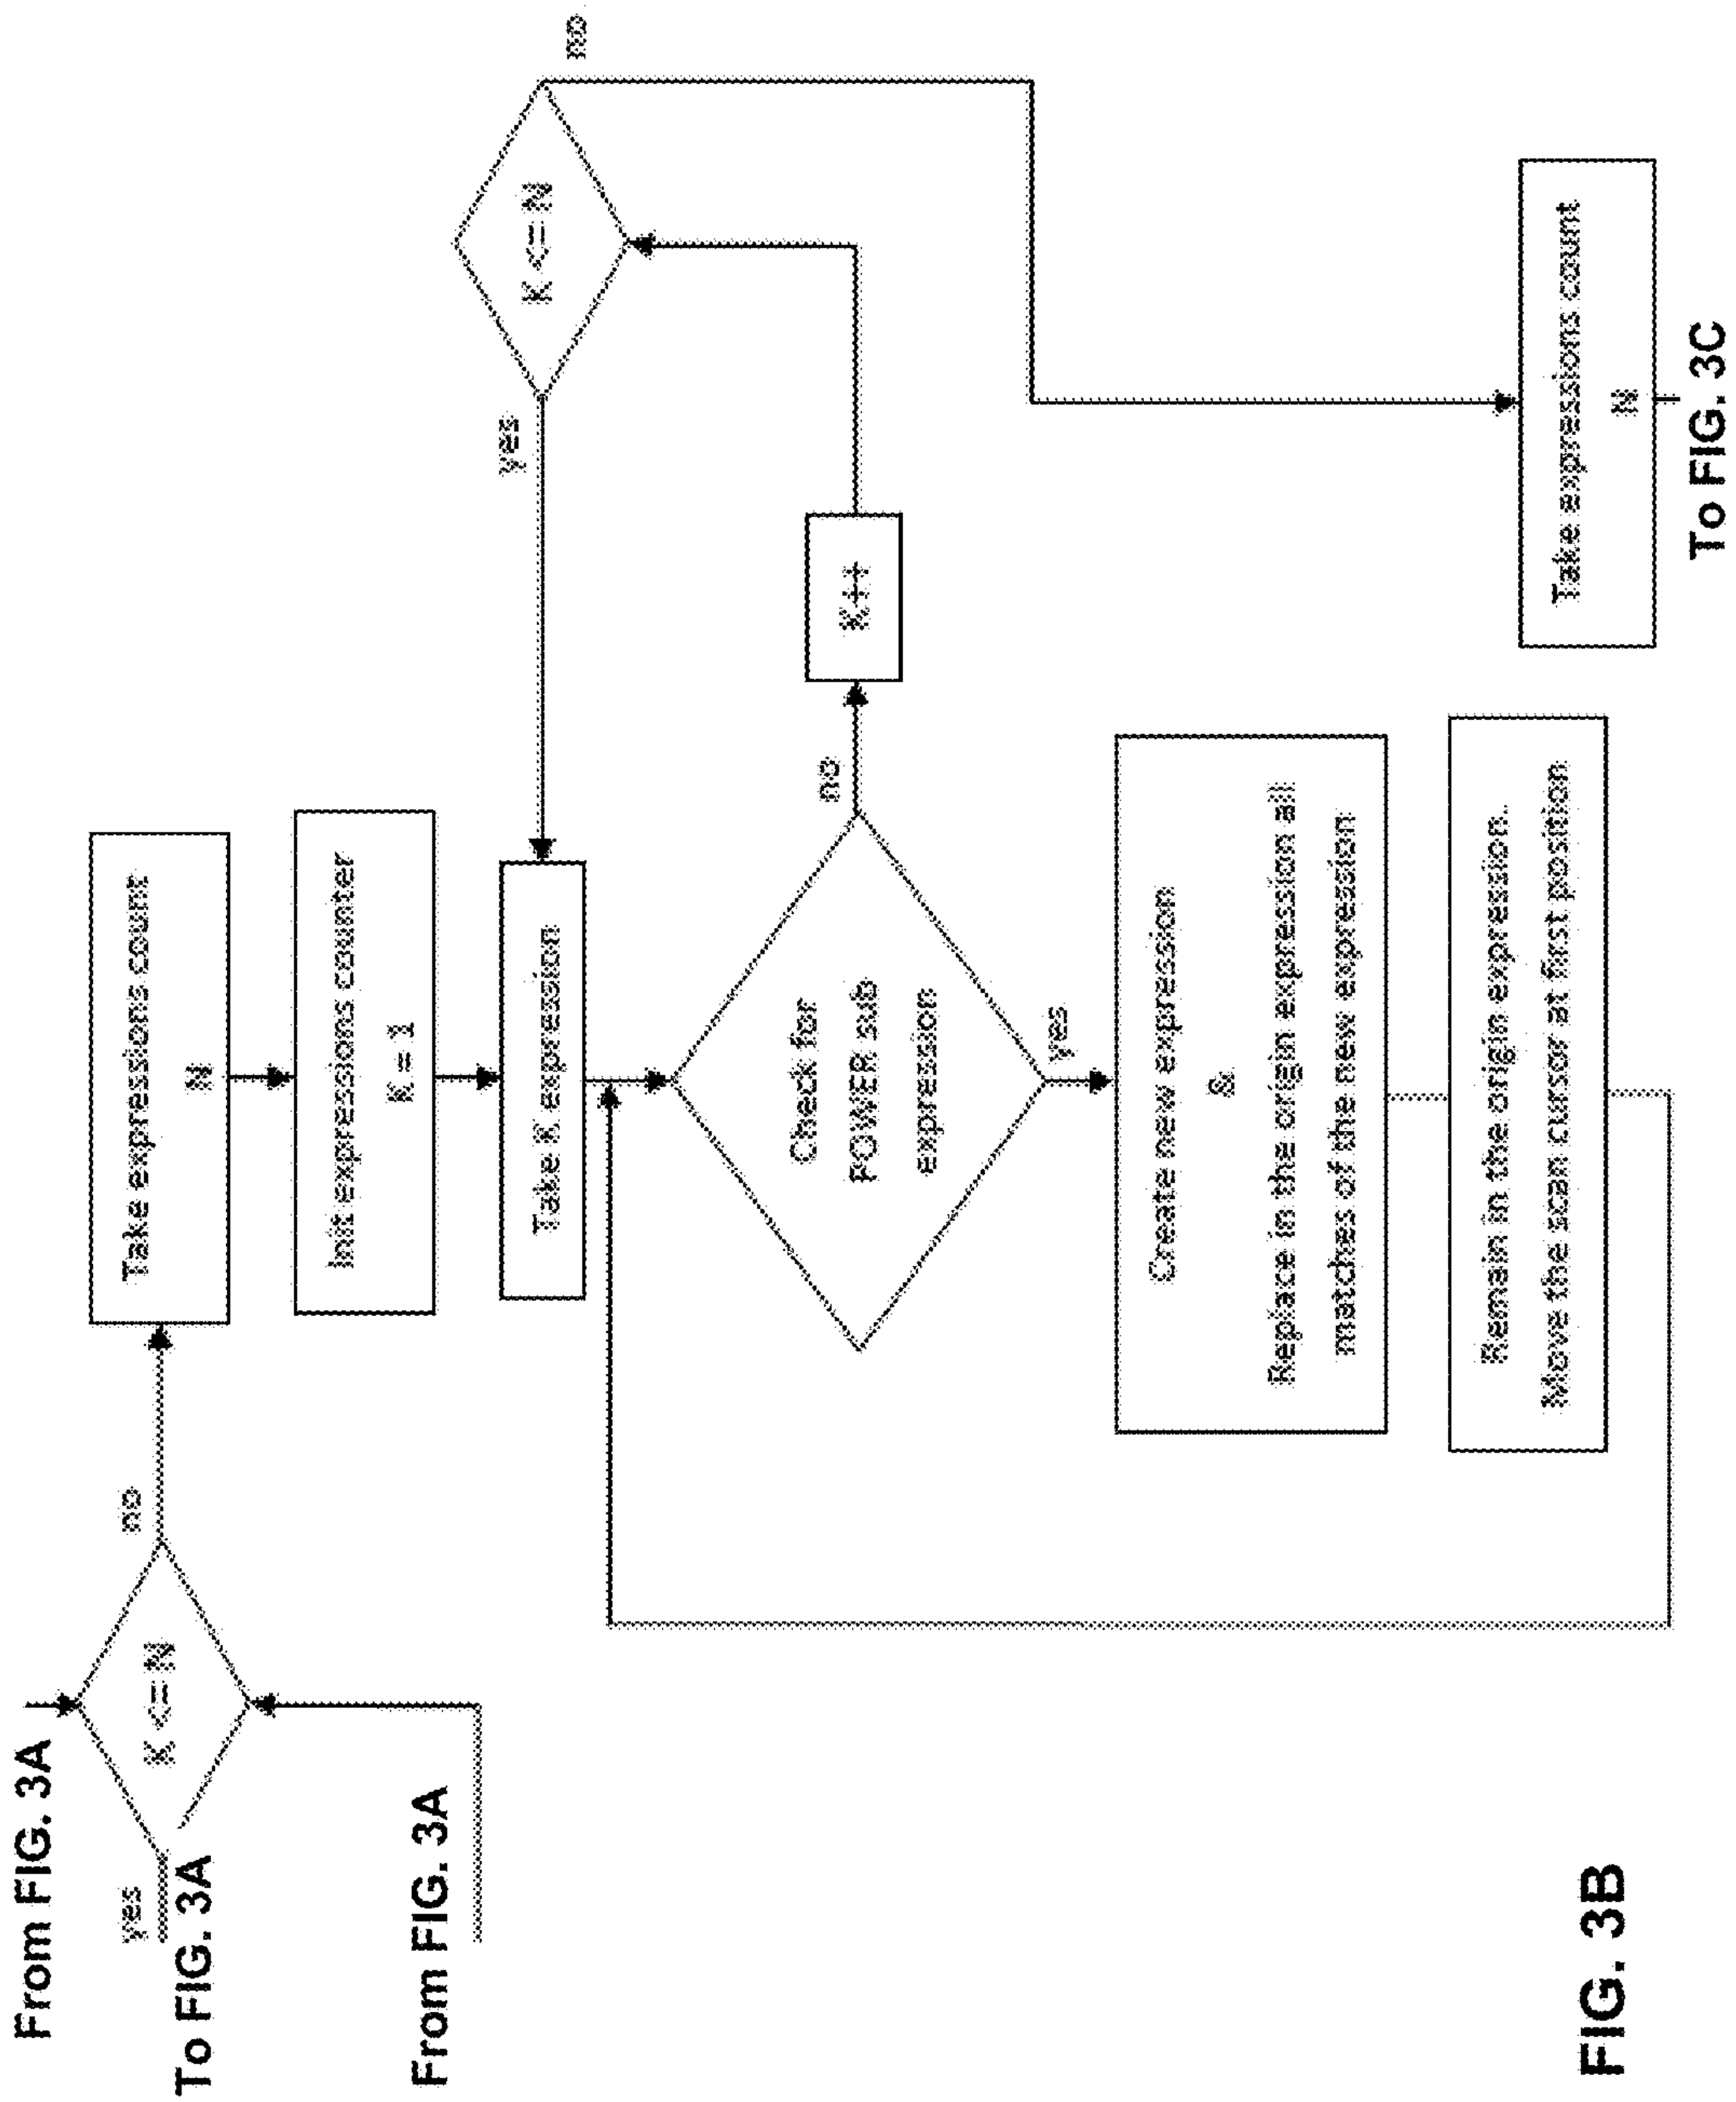 From FIG. 3A
yes
To FIG. 3A
K <= N
no
From FIG. 3A
Take expressions count
N
Init expressions counter
K = 1
Take K expression
yes
K <= N
no
Check for
POWER sub
expression
no
K++
yes
Create new expression
&
Replace in the origin expression all
matches of the new expression
Remain in the origin expression.
Move the scan cursor at first position
Take expressions count
N
To FIG. 3C
FIG. 3B